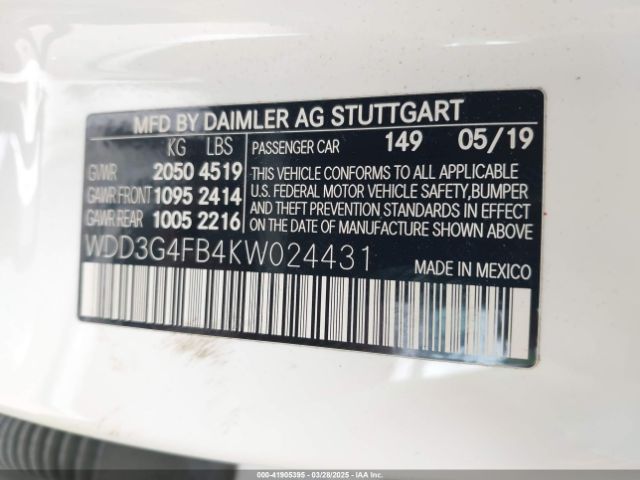 MFD BY DAIMLER AG STUTTGART
KG LBS
GVWR 2050 4519
GAWR FRONT 1095 2414
GAWR REAR 1005 2216
PASSENGER CAR 149 05/19
THIS VEHICLE CONFORMS TO ALL APPLICABLE
U.S. FEDERAL MOTOR VEHICLE SAFETY,BUMPER
AND THEFT PREVENTION STANDARDS IN EFFECT
ON THE DATE OF MANUFACTURE SHOWN ABOVE.
WDD3G4FB4KW024431
MADE IN MEXICO
000-41905395 | 03/28/2025 | IAA Inc.